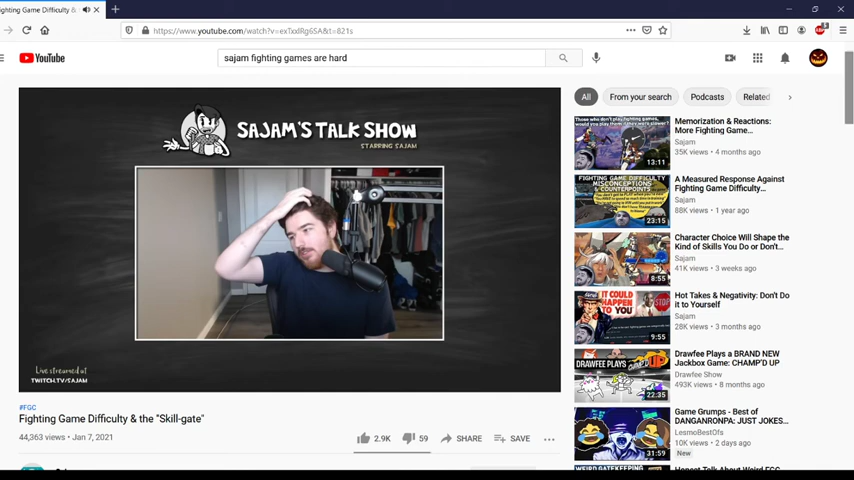 ghting Game Difficulty &
https://www.youtube.com/watch?v=exTxdRg6SA&t=821s
YouTube
sajam fighting games are hard
All
From your search
Podcasts
Related
SAJAM'S TALK SHOW
STARRING SAJAM
Live streamed at
TWITCH.TV/SAJAM
#FGC
Fighting Game Difficulty & the "Skill-gate"
44,363 views • Jan 7, 2021
2.9K
59
SHARE
SAVE
13:11
Memorization & Reactions:
More Fighting Game...
Sajam
35K views • 4 months ago
FIGHTING GAME DIFFICULTY
MISCONCEPTIONS &
COUNTERPOINTS
23:15
A Measured Response Against
Fighting Game Difficulty...
Sajam
88K views • 1 year ago
8:55
Character Choice Will Shape the
Kind of Skills You Do or Don't...
Sajam
41K views • 3 weeks ago
IT COULD
HAPPEN
TO YOU
STOP
9:55
Hot Takes & Negativity: Don't Do
It to Yourself
Sajam
28K views • 3 months ago
DRAWFEE PLAYS
CHAMP'D UP
22:35
Drawfee Plays a BRAND NEW
Jackbox Game: CHAMP'D UP
Drawfee Show
493K views • 8 months ago
31:59
Game Grumps - Best of
DANGANRONPA: JUST JOKES...
LesmoBestOfs
10K views • 2 days ago
New